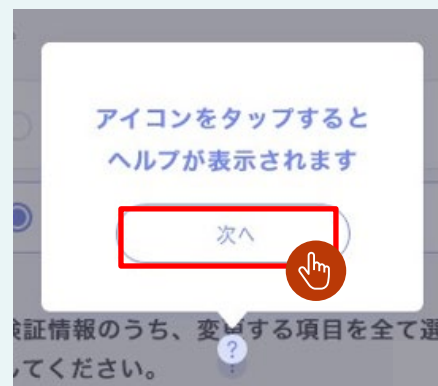 アイコンをタップすると
ヘルプが表示されます
次へ
?
検証情報のうち、変更する項目を全て選
してください。